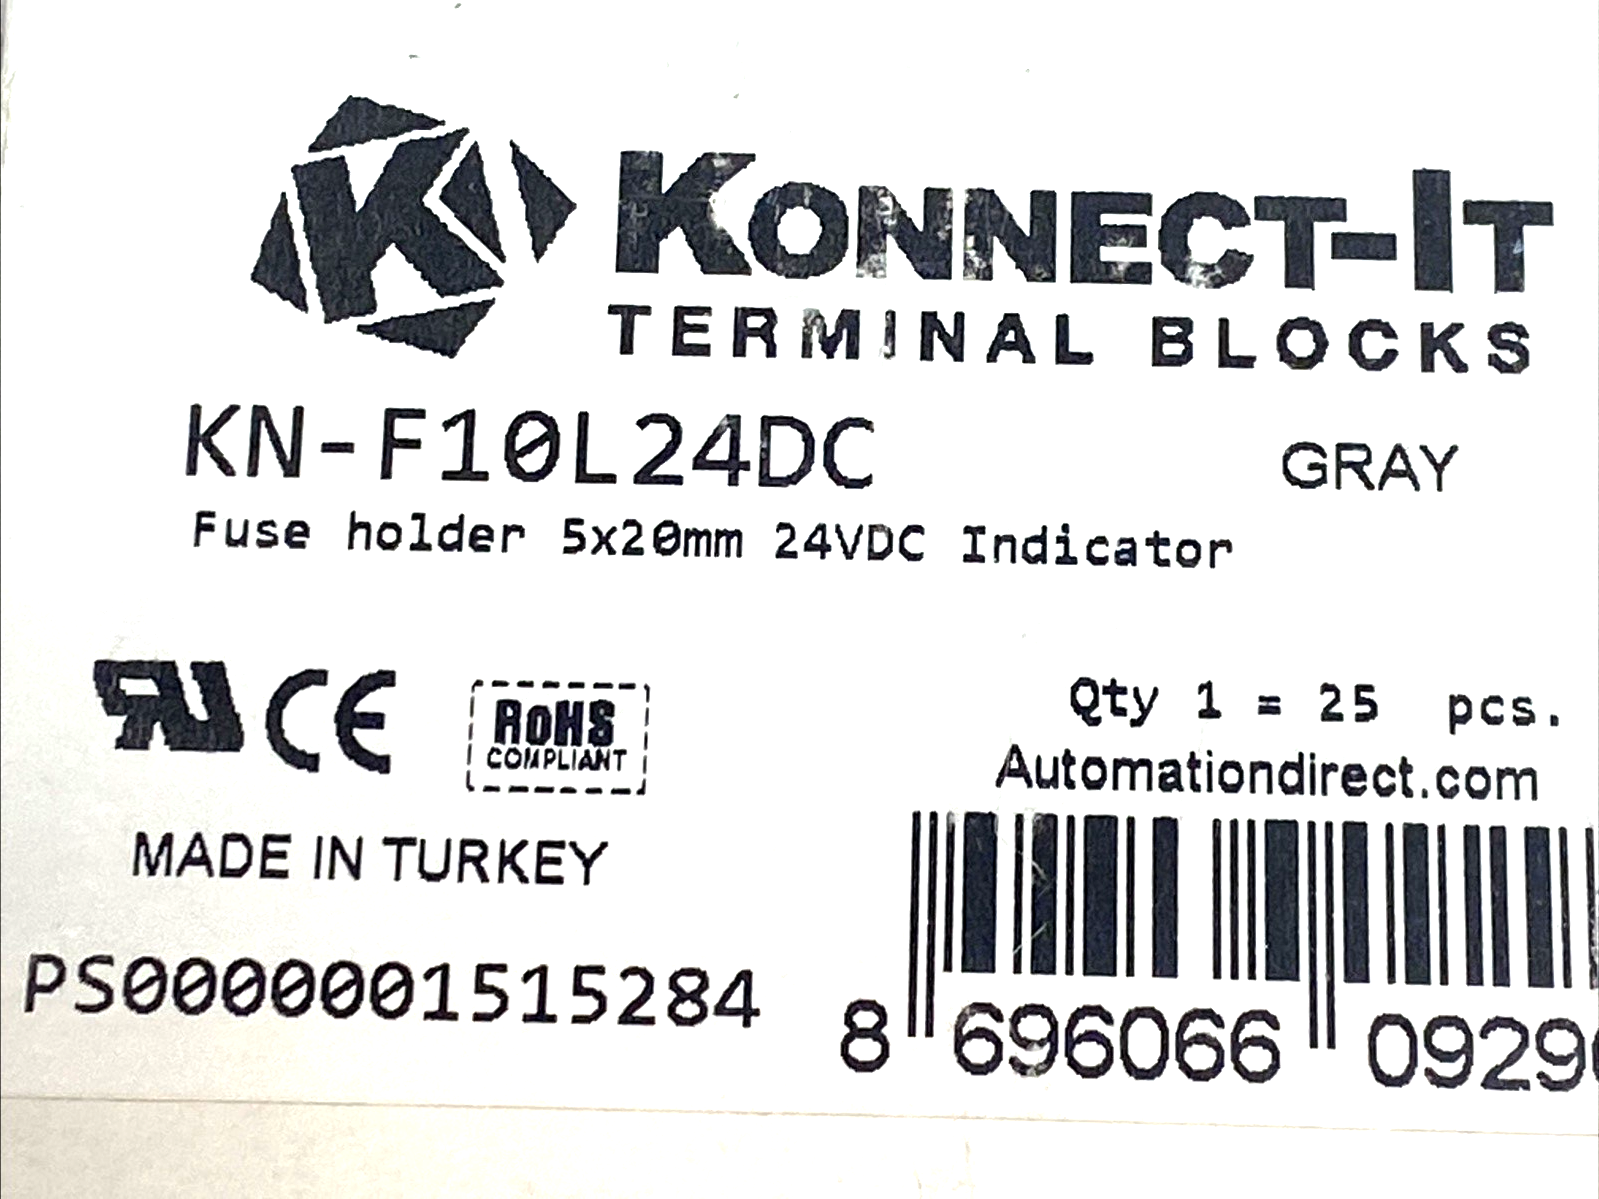 KONNECT-IT
TERMINAL BLOCKS
KN-F10L24DC GRAY
Fuse holder 5x20mm 24VDC Indicator
RU CE RoHS
COMPLIANT
Qty 1 = 25 pcs.
Automationdirect.com
MADE IN TURKEY
PS0000001515284
8 696066 0929